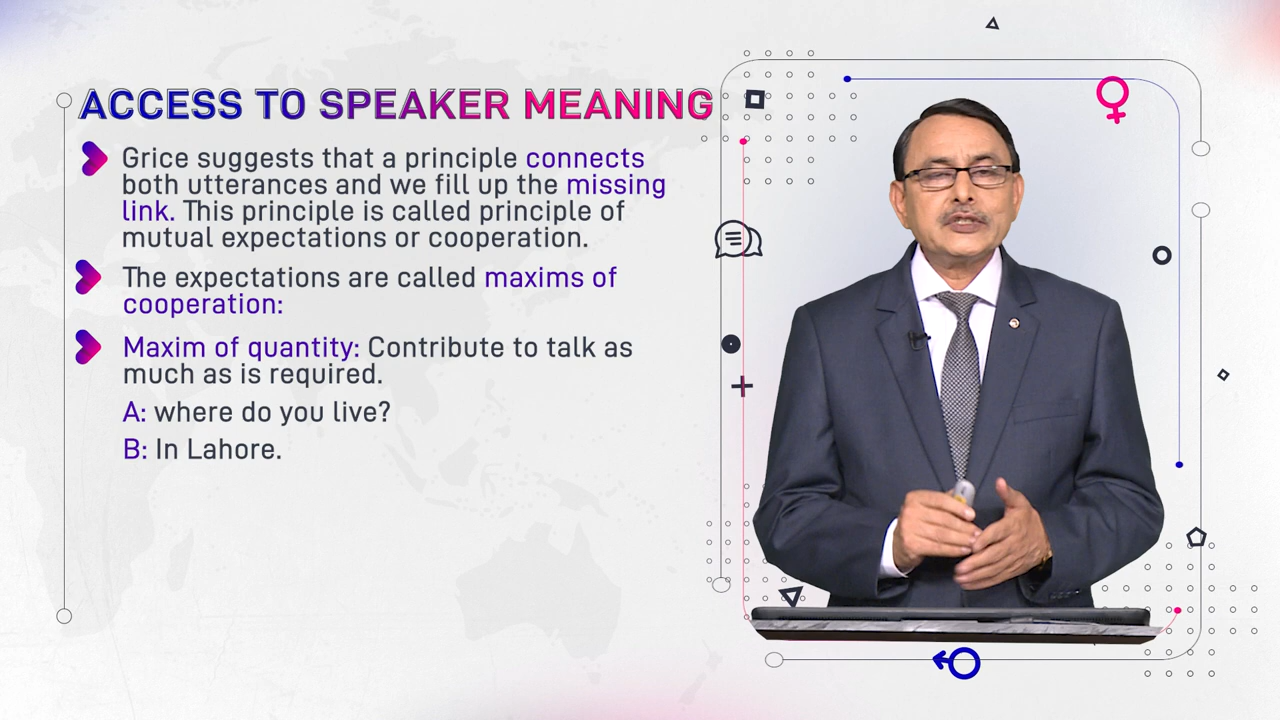 ACCESS TO SPEAKER MEANING
Grice suggests that a principle connects
both utterances and we fill up the missing
link. This principle is called principle of
mutual expectations or cooperation.
The expectations are called maxims of
cooperation:
Maxim of quantity: Contribute to talk as
much as is required.
A: where do you live?
B: In Lahore.